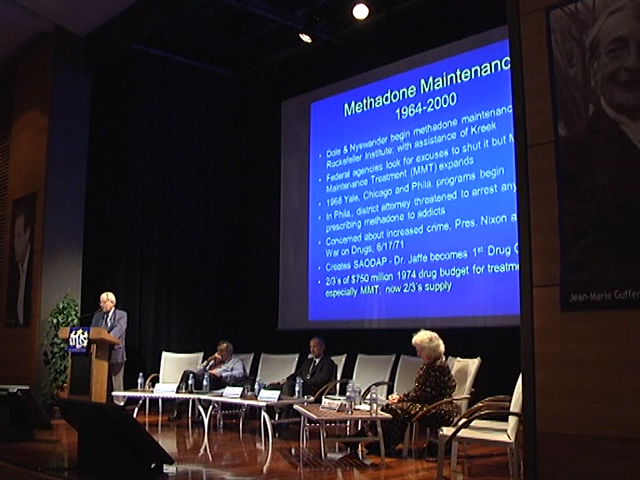 Methadone Maintenanc
1964-2000
• Dole & Nyswander begin methadone maintenanc
Rockefeller Institute; with assistance of Kreek
• Federal agencies look for excuses to shut it but M
Maintenance Treatment (MMT) expands
• 1968 Yale, Chicago and Phila. programs begin
• In Phila., district attorney threatened to arrest any
prescribing methadone to addicts
• Concerned about increased crime, Pres. Nixon a
War on Drugs, 6/17/71
• Creates SAODAP - Dr. Jaffe becomes 1st Drug C
• 2/3's of $750 million 1974 drug budget for treatme
especially MMT; now 2/3's supply
Jean-Marie Guffer